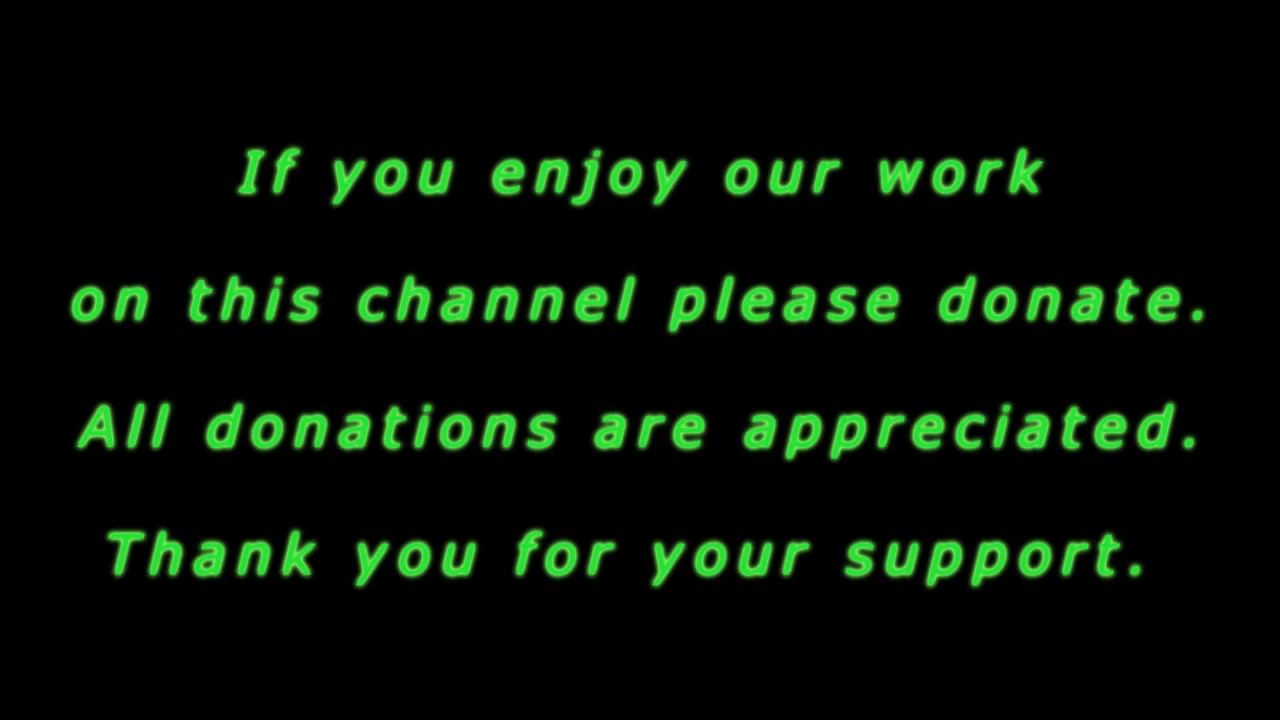 If you enjoy our work
on this channel please donate.
All donations are appreciated.
Thank you for your support.